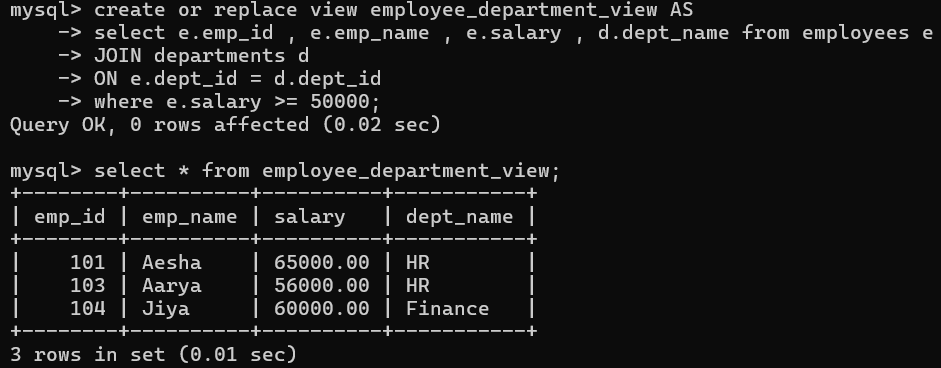 mysql> create or replace view employee_department_view AS
    -> select e.emp_id , e.emp_name , e.salary , d.dept_name from employees e
    -> JOIN departments d
    -> ON e.dept_id = d.dept_id
    -> where e.salary >= 50000;
Query OK, 0 rows affected (0.02 sec)

mysql> select * from employee_department_view;
+--------+----------+----------+-----------+
| emp_id | emp_name | salary   | dept_name |
+--------+----------+----------+-----------+
|    101 | Aesha    | 65000.00 | HR        |
|    103 | Aarya    | 56000.00 | HR        |
|    104 | Jiya     | 60000.00 | Finance   |
+--------+----------+----------+-----------+
3 rows in set (0.01 sec)